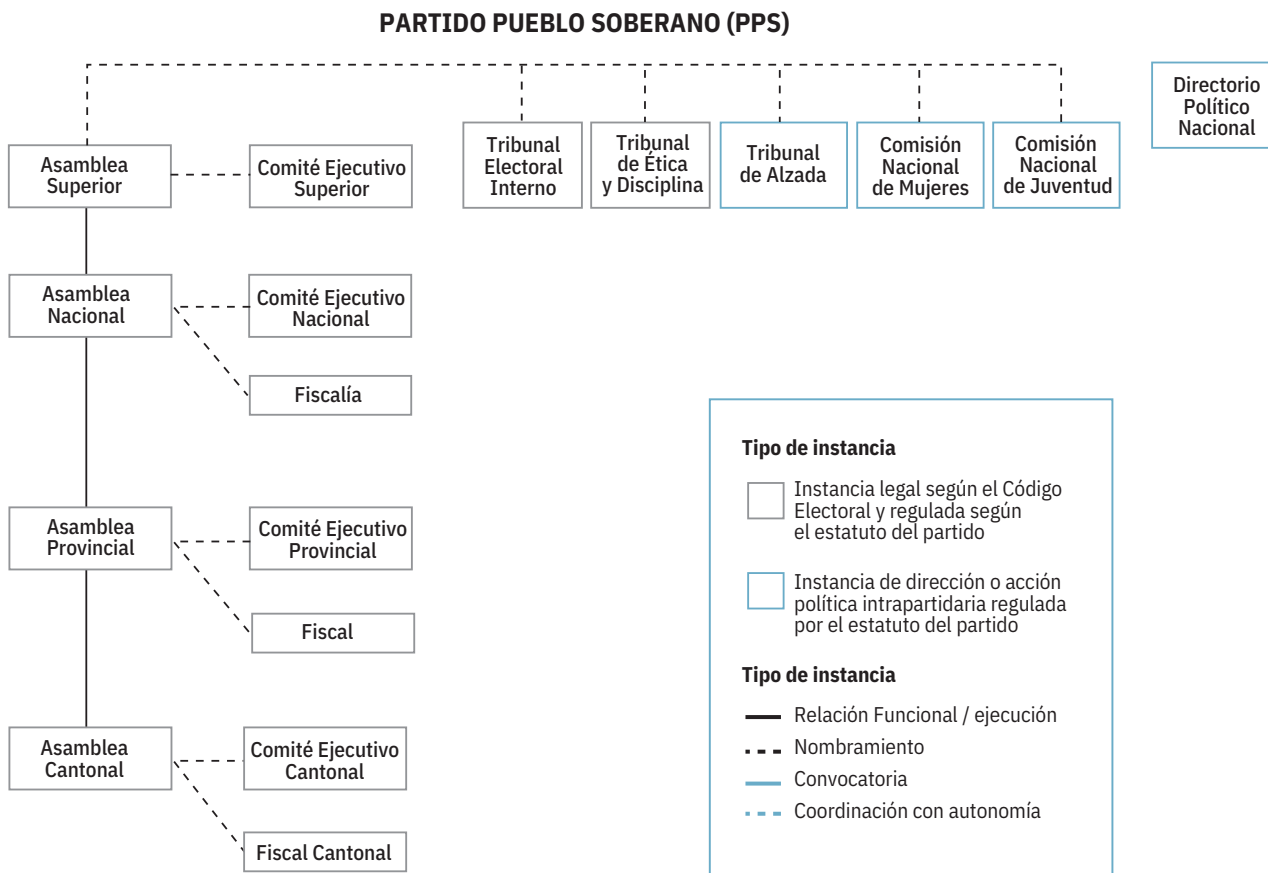 PARTIDO PUEBLO SOBERANO (PPS)
Directorio
Político
Nacional
Asamblea
Superior
Comité Ejecutivo
Superior
Tribunal
Electoral
Interno
Tribunal
de Ética
y Disciplina
Tribunal
de Alzada
Comisión
Nacional
de Mujeres
Comisión
Nacional
de Juventud
Asamblea
Nacional
Comité Ejecutivo
Nacional
Fiscalía
Asamblea
Provincial
Comité Ejecutivo
Provincial
Fiscal
Asamblea
Cantonal
Comité Ejecutivo
Cantonal
Fiscal Cantonal
Tipo de instancia
Instancia legal según el Código
Electoral y regulada según
el estatuto del partido
Instancia de dirección o acción
política intrapartidaria regulada
por el estatuto del partido
Tipo de instancia
Relación Funcional / ejecución
Nombramiento
Convocatoria
Coordinación con autonomía